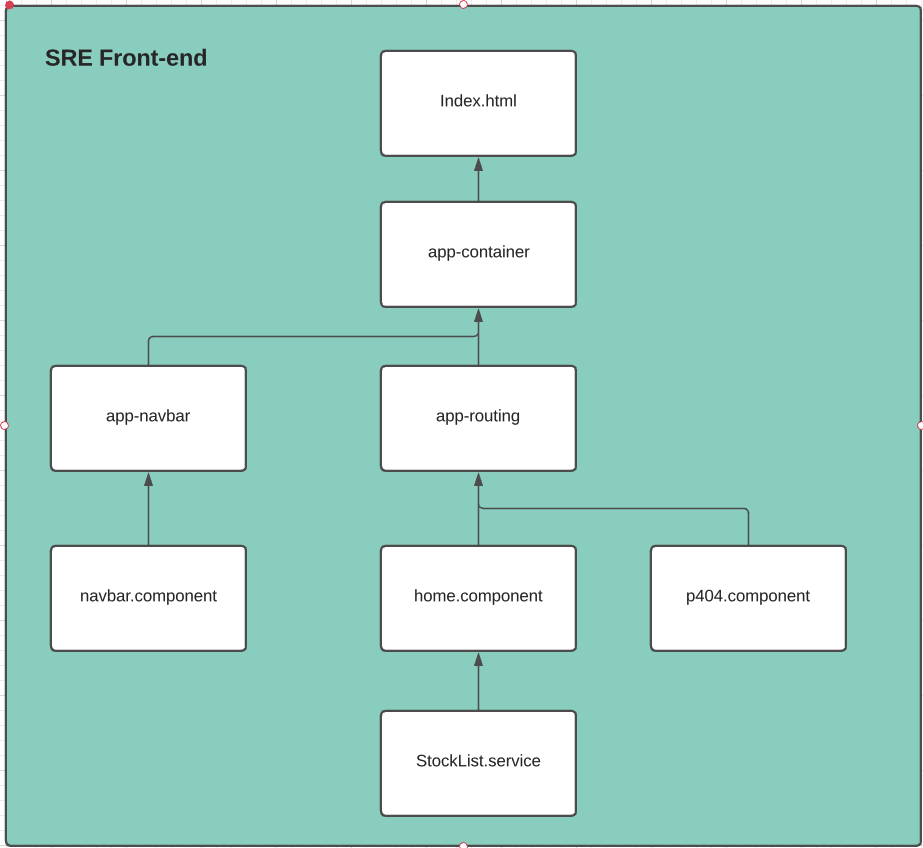 SRE Front-end
Index.html
app-container
app-navbar
app-routing
navbar.component
home.component
p404.component
StockList.service